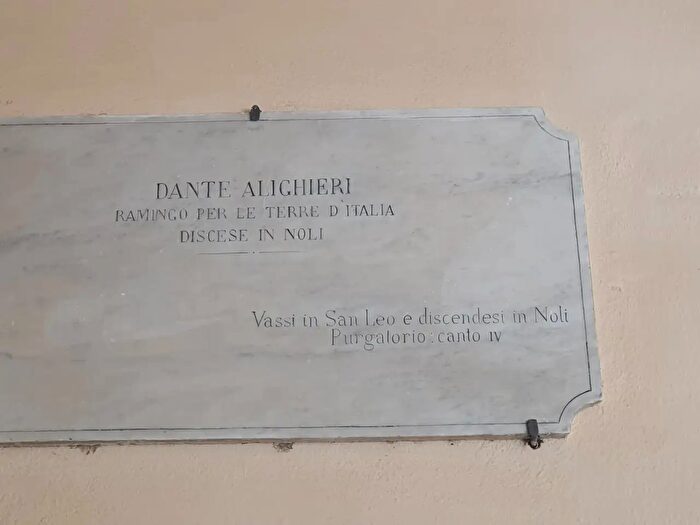 DANTE ALIGHIERI
RAMINGO PER LE TERRE D'ITALIA
DISCESE IN NOLI
Vassi in San Leo e discendesi in Noli
Purgatorio: canto IV